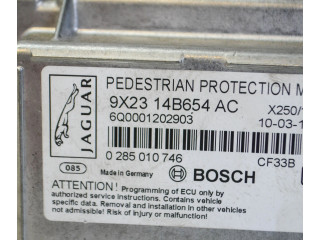 PEDESTRIAN PROTECTION M
9X23 14B654 AC
X250/
6Q0001202903
10-03-1
JAGUAR
0 285 010 746
CF33B
085
Made in Germany
BOSCH
ATTENTION! Programming of ECU only by
authorized service instructions. Contains vehicle
specific data. Removal and installation in other vehicle
not admissible! Risk of injury or malfunction!